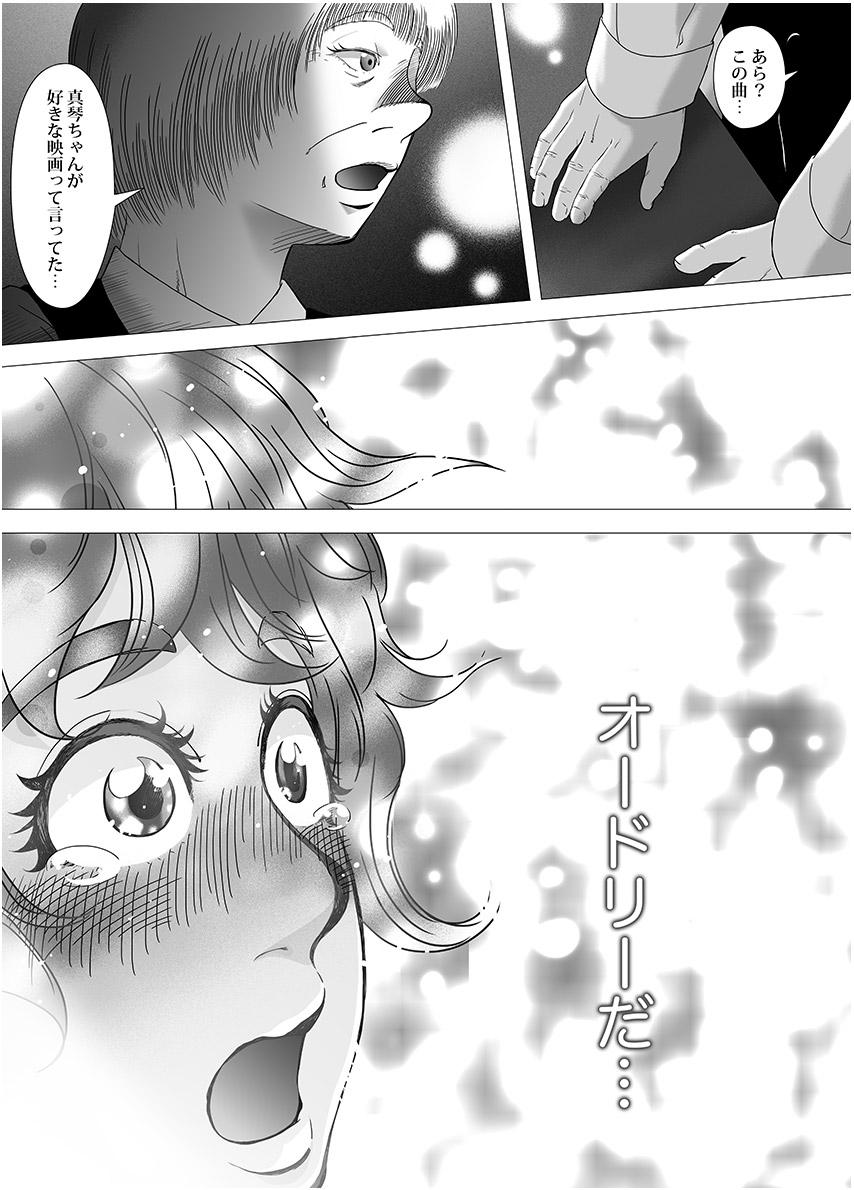 あら？
この曲…
真琴ちゃんが
好きな映画って言ってた…
オードリーだ…